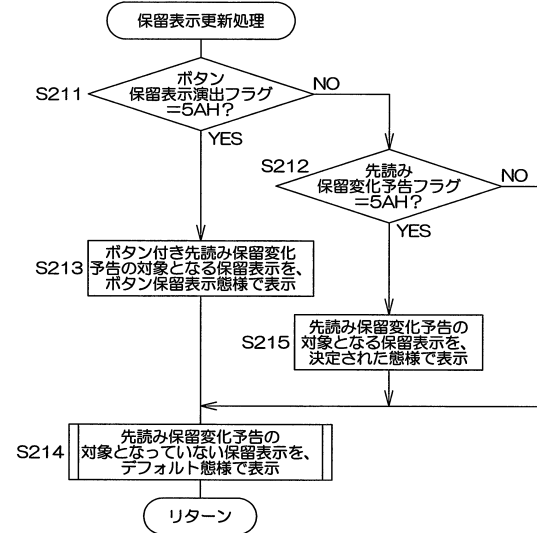 保留表示更新処理
S211
ボタン
保留表示演出フラグ
=5AH?
NO
YES
S212
先読み
保留変化予告フラグ
=5AH?
NO
YES
S213
ボタン付き先読み保留変化
予告の対象となる保留表示を、
ボタン保留表示態様で表示
S215
先読み保留変化予告の
対象となる保留表示を、
決定された態様で表示
S214
先読み保留変化予告の
対象となっていない保留表示を、
デフォルト態様で表示
リターン